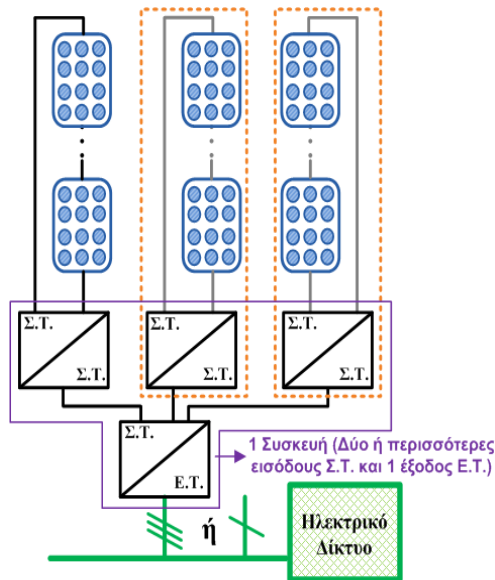 Σ.Τ.
Σ.Τ.
Σ.Τ.
Σ.Τ.
Σ.Τ.
Σ.Τ.
Σ.Τ.
Ε.Τ.
1 Συσκευή (Δύο ή περισσότερες
εισόδους Σ.Τ. και 1 έξοδος Ε.Τ.)
ή
Ηλεκτρικό
Δίκτυο